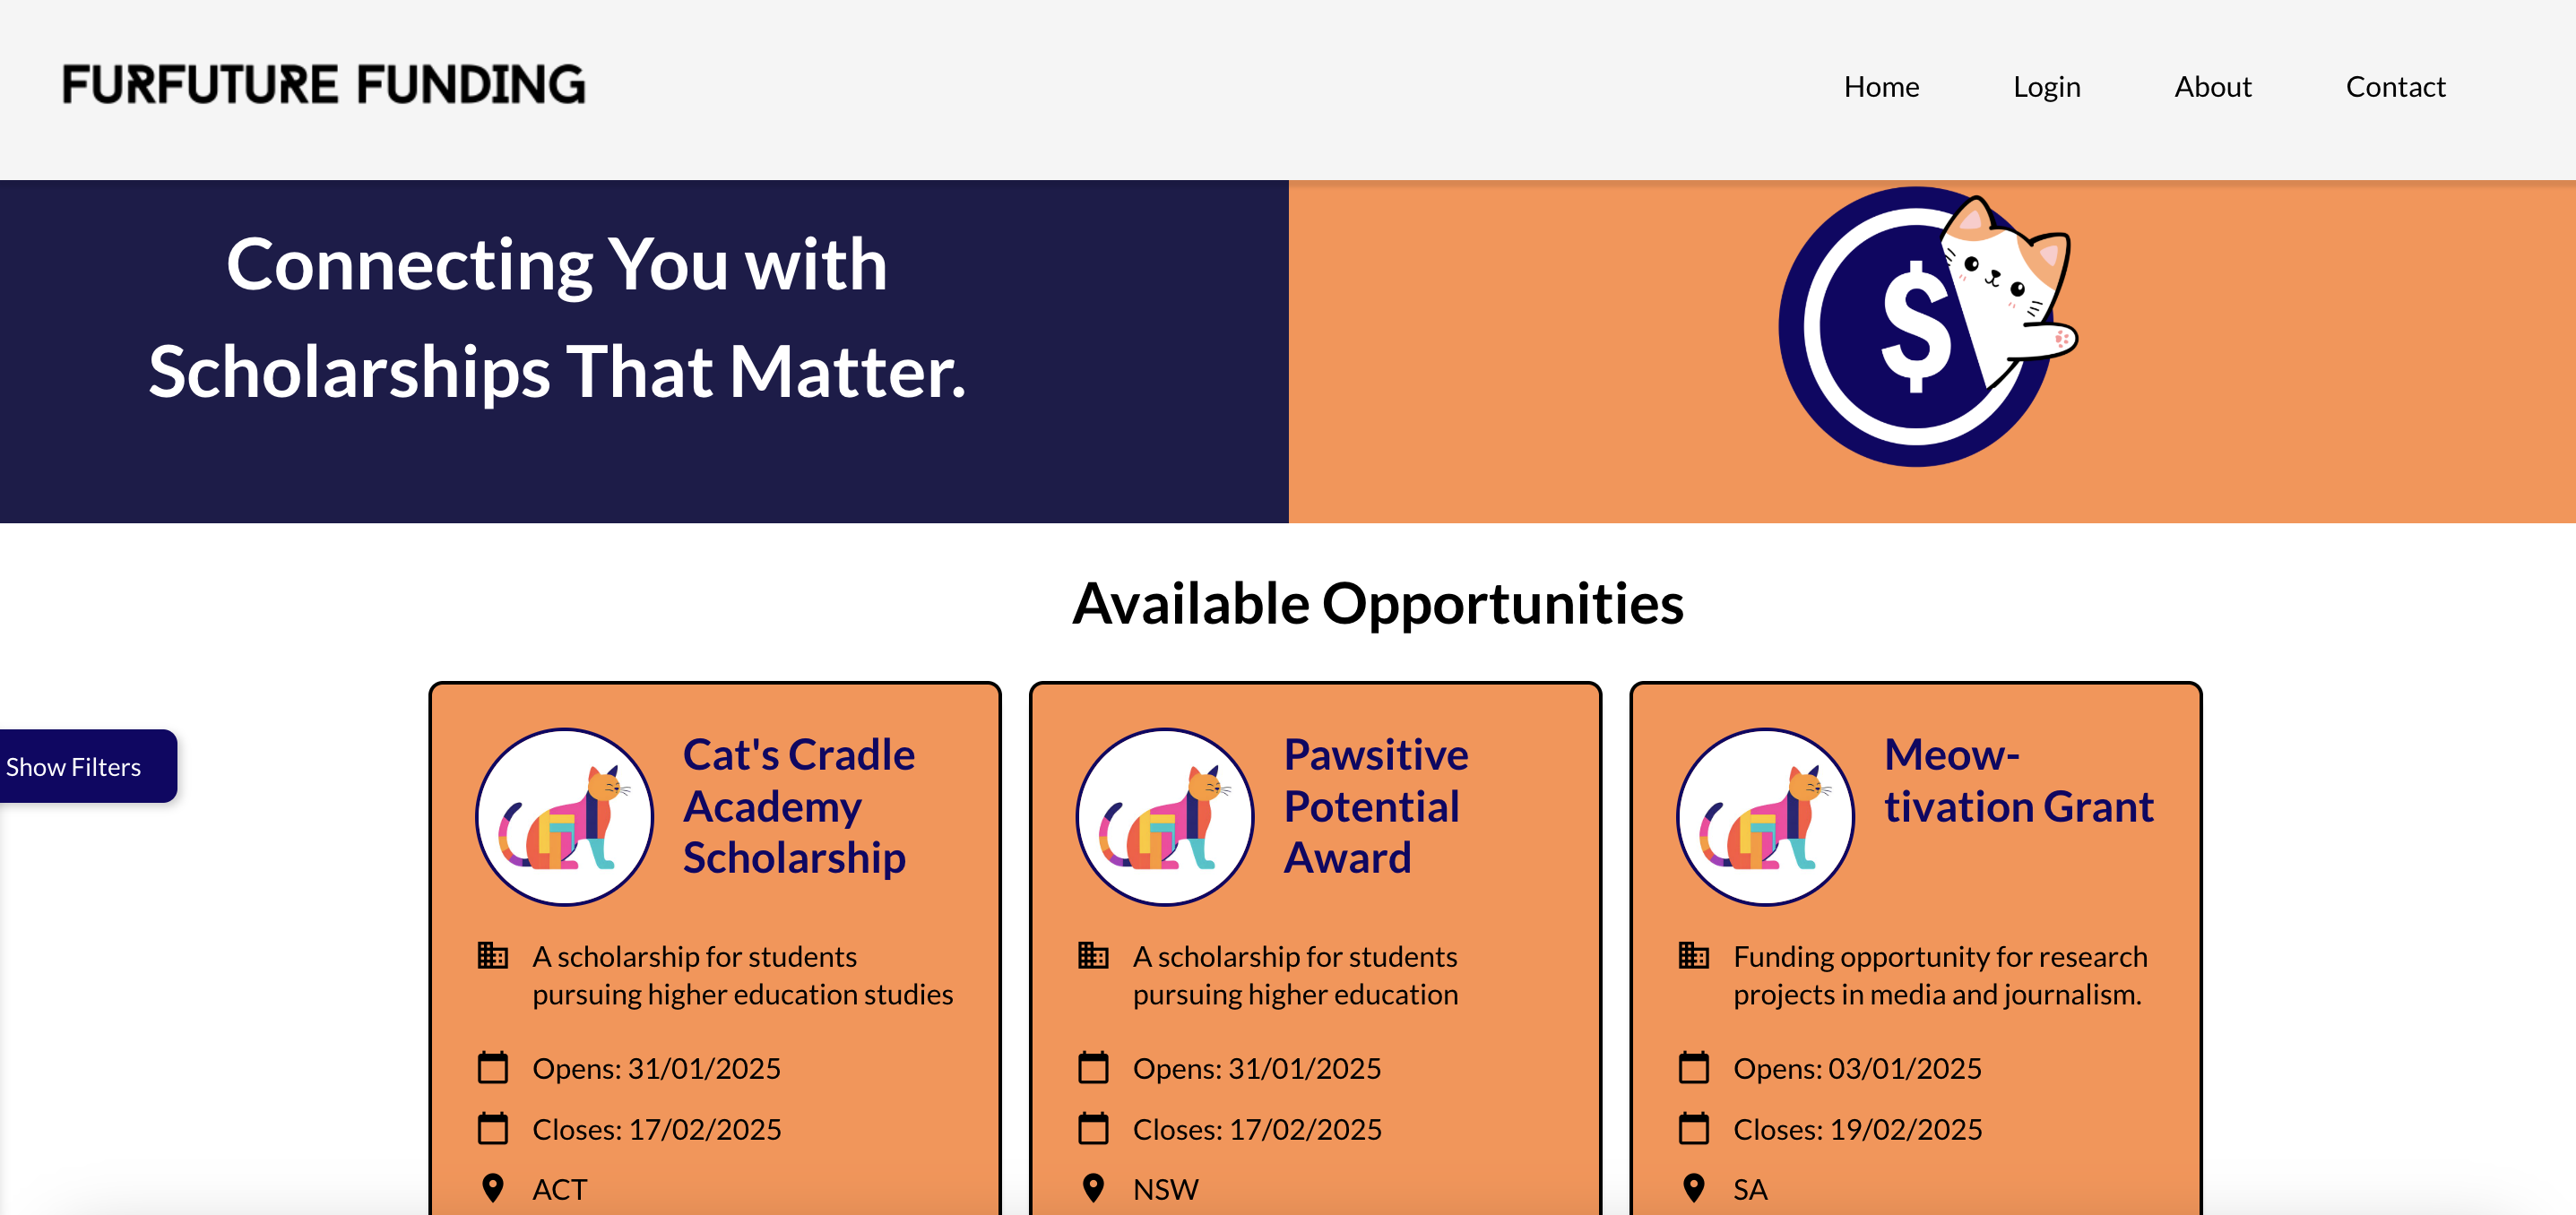 FURFUTURE FUNDING
Home Login About Contact
Connecting You with
Scholarships That Matter.
$
Available Opportunities
Show Filters
Cat's Cradle
Academy
Scholarship
A scholarship for students
pursuing higher education studies
Opens: 31/01/2025
Closes: 17/02/2025
ACT
Pawsitive
Potential
Award
A scholarship for students
pursuing higher education
Opens: 31/01/2025
Closes: 17/02/2025
NSW
Meow-
tivation Grant
Funding opportunity for research
projects in media and journalism.
Opens: 03/01/2025
Closes: 19/02/2025
SA